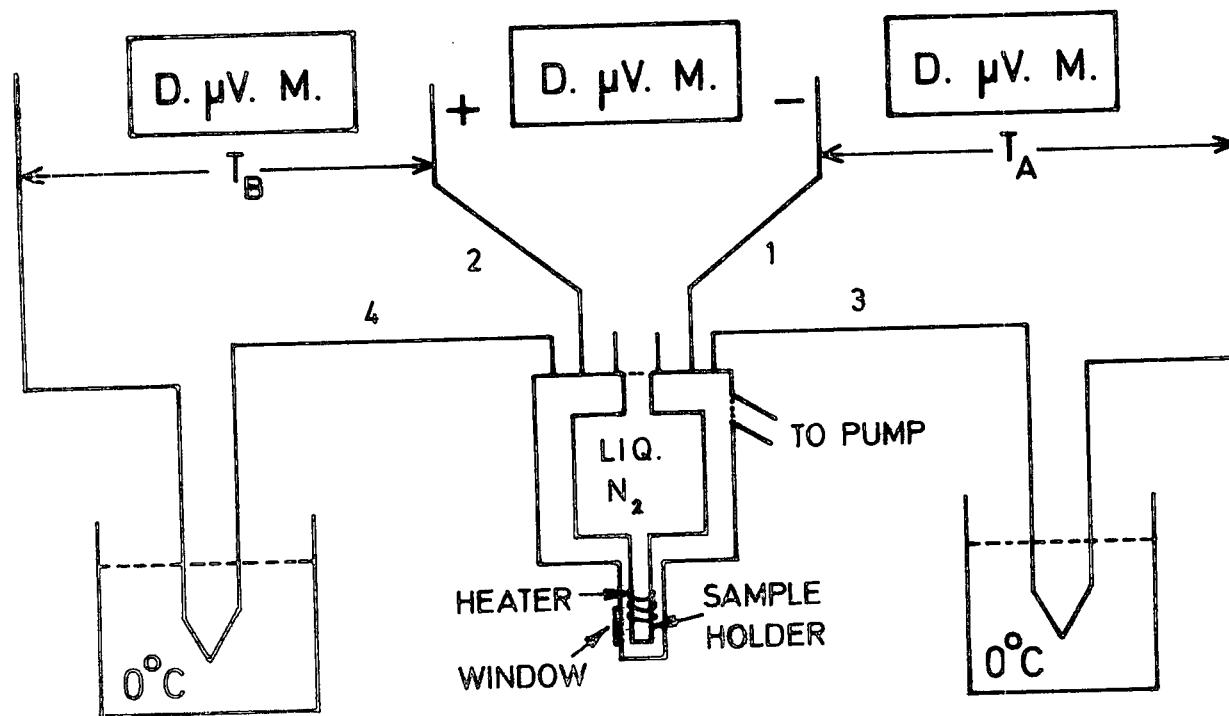 D. µV. M.
D. µV. M.
D. µV. M.
+
−
T_B
T_A
2
1
4
3
LIQ.
N₂
TO PUMP
HEATER
SAMPLE
HOLDER
WINDOW
0°C
0°C